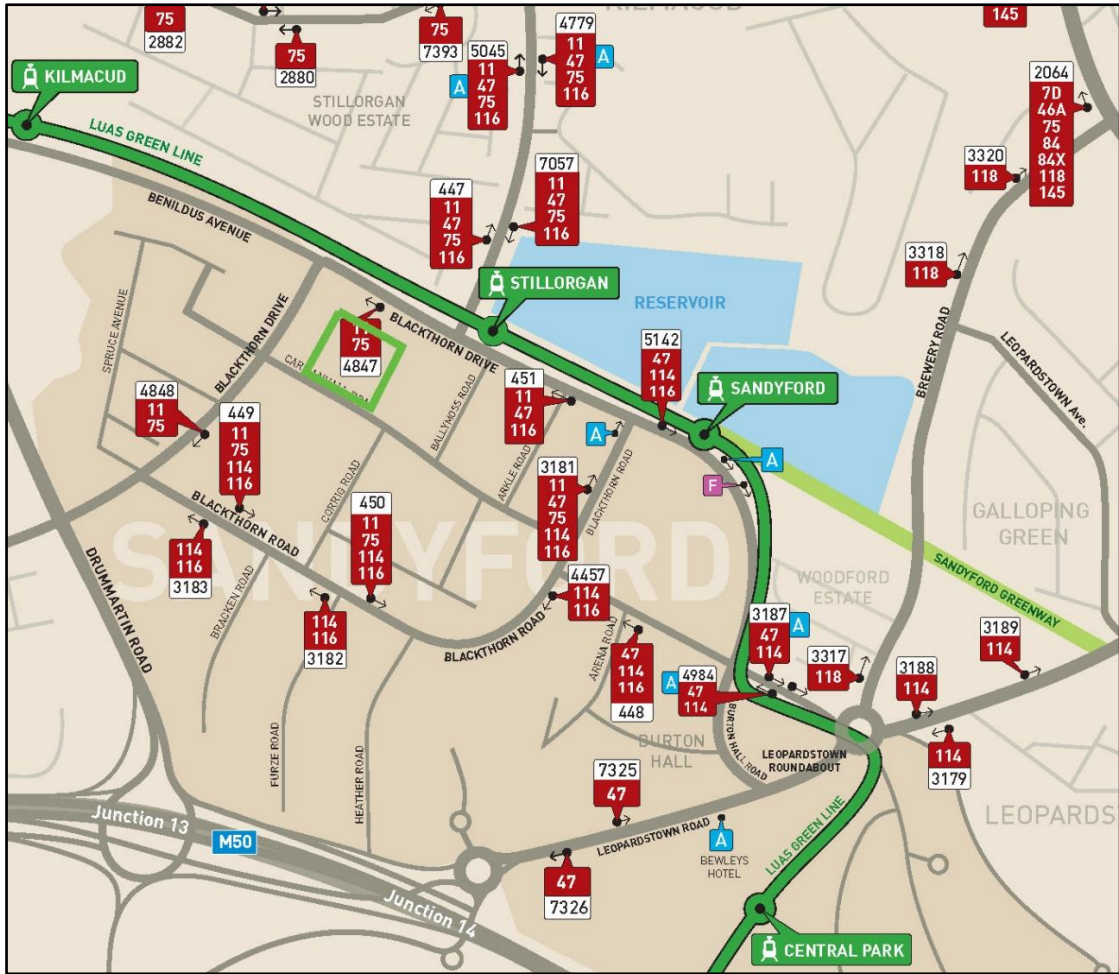 KILMACUD
75
2882
75
2880
75
7393
5045
11
47
75
116
A
4779
11
47
75
116
A
145
2064
7D
46A
75
84
84X
118
145
KILMACUD
STILLORGAN
WOOD ESTATE
LUAS GREEN LINE
BENILDUS AVENUE
447
11
47
75
116
7057
11
47
75
116
3320
118
3318
118
STILLORGAN
RESERVOIR
BREWERY ROAD
LEOPARDSTOWN Ave.
SPRUCE AVENUE
BLACKTHORN DRIVE
11
75
4847
BLACKTHORN DRIVE
BALLYMOSS ROAD
451
11
47
116
5142
47
114
116
SANDYFORD
4848
11
75
449
11
75
114
116
CORRIG ROAD
ARKLE ROAD
A
BLACKTHORN ROAD
A
F
3181
11
47
75
114
116
450
11
75
114
116
BLACKTHORN ROAD
114
116
3183
SANDYFORD
GALLOPING
GREEN
SANDYFORD GREENWAY
WOODFORD
ESTATE
DRUMMARTIN ROAD
BRACKEN ROAD
114
116
3182
4457
114
116
BLACKTHORN ROAD
ARENA ROAD
47
114
116
448
3187
47
114
A
A
4984
47
114
3317
118
3188
114
3189
114
114
3179
FURZE ROAD
HEATHER ROAD
BURTON
HALL
BURTON HALL ROAD
LEOPARDSTOWN
ROUNDABOUT
7325
47
LEOPARDSTOWN ROAD
47
7326
A
BEWLEYS
HOTEL
LUAS GREEN LINE
LEOPARDS
Junction 13
M50
Junction 14
CENTRAL PARK